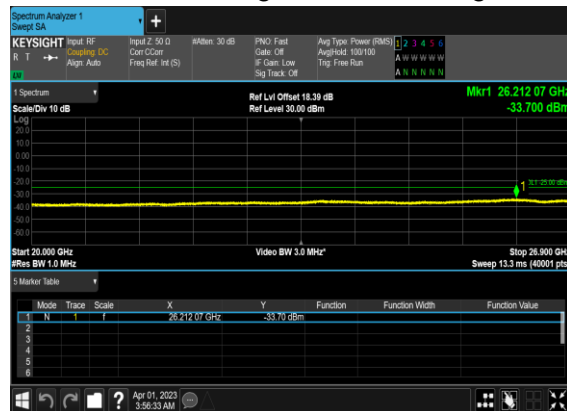 Spectrum Analyzer 1
Swept SA
+
KEYSIGHT
R T
Input: RF
Coupling: DC
Align: Auto
Input Z: 50 Ω
Corr CCorr
Freq Ref: Int (S)
#Atten: 30 dB
PNO: Fast
Gate: Off
IF Gain: Low
Sig Track: Off
Avg Type: Power (RMS)
Avg|Hold: 100/100
Trig: Free Run
1 2 3 4 5 6
A W W W W W
A N N N N N
1 Spectrum
Scale/Div 10 dB
Log
Ref Lvl Offset 18.39 dB
Ref Level 30.00 dBm
Mkr1 26.212 07 GHz
-33.700 dBm
20.0
10.0
0.00
-10.0
-20.0
-30.0
-40.0
-50.0
-60.0
1
Start 20.000 GHz
#Res BW 1.0 MHz
Video BW 3.0 MHz*
Stop 26.900 GHz
Sweep 13.3 ms (40001 pts
5 Marker Table
Mode Trace Scale X Y Function Function Width Function Value
1 N 1 f 26.212 07 GHz -33.70 dBm
2
3
4
5
6
?
Apr 01, 2023
3:56:33 AM